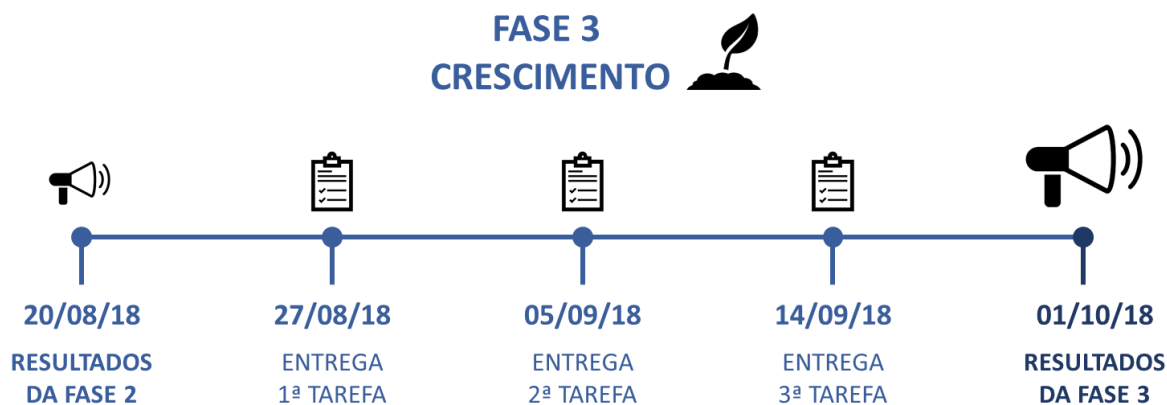 FASE 3
CRESCIMENTO
20/08/18
RESULTADOS
DA FASE 2
27/08/18
ENTREGA
1ª TAREFA
05/09/18
ENTREGA
2ª TAREFA
14/09/18
ENTREGA
3ª TAREFA
01/10/18
RESULTADOS
DA FASE 3